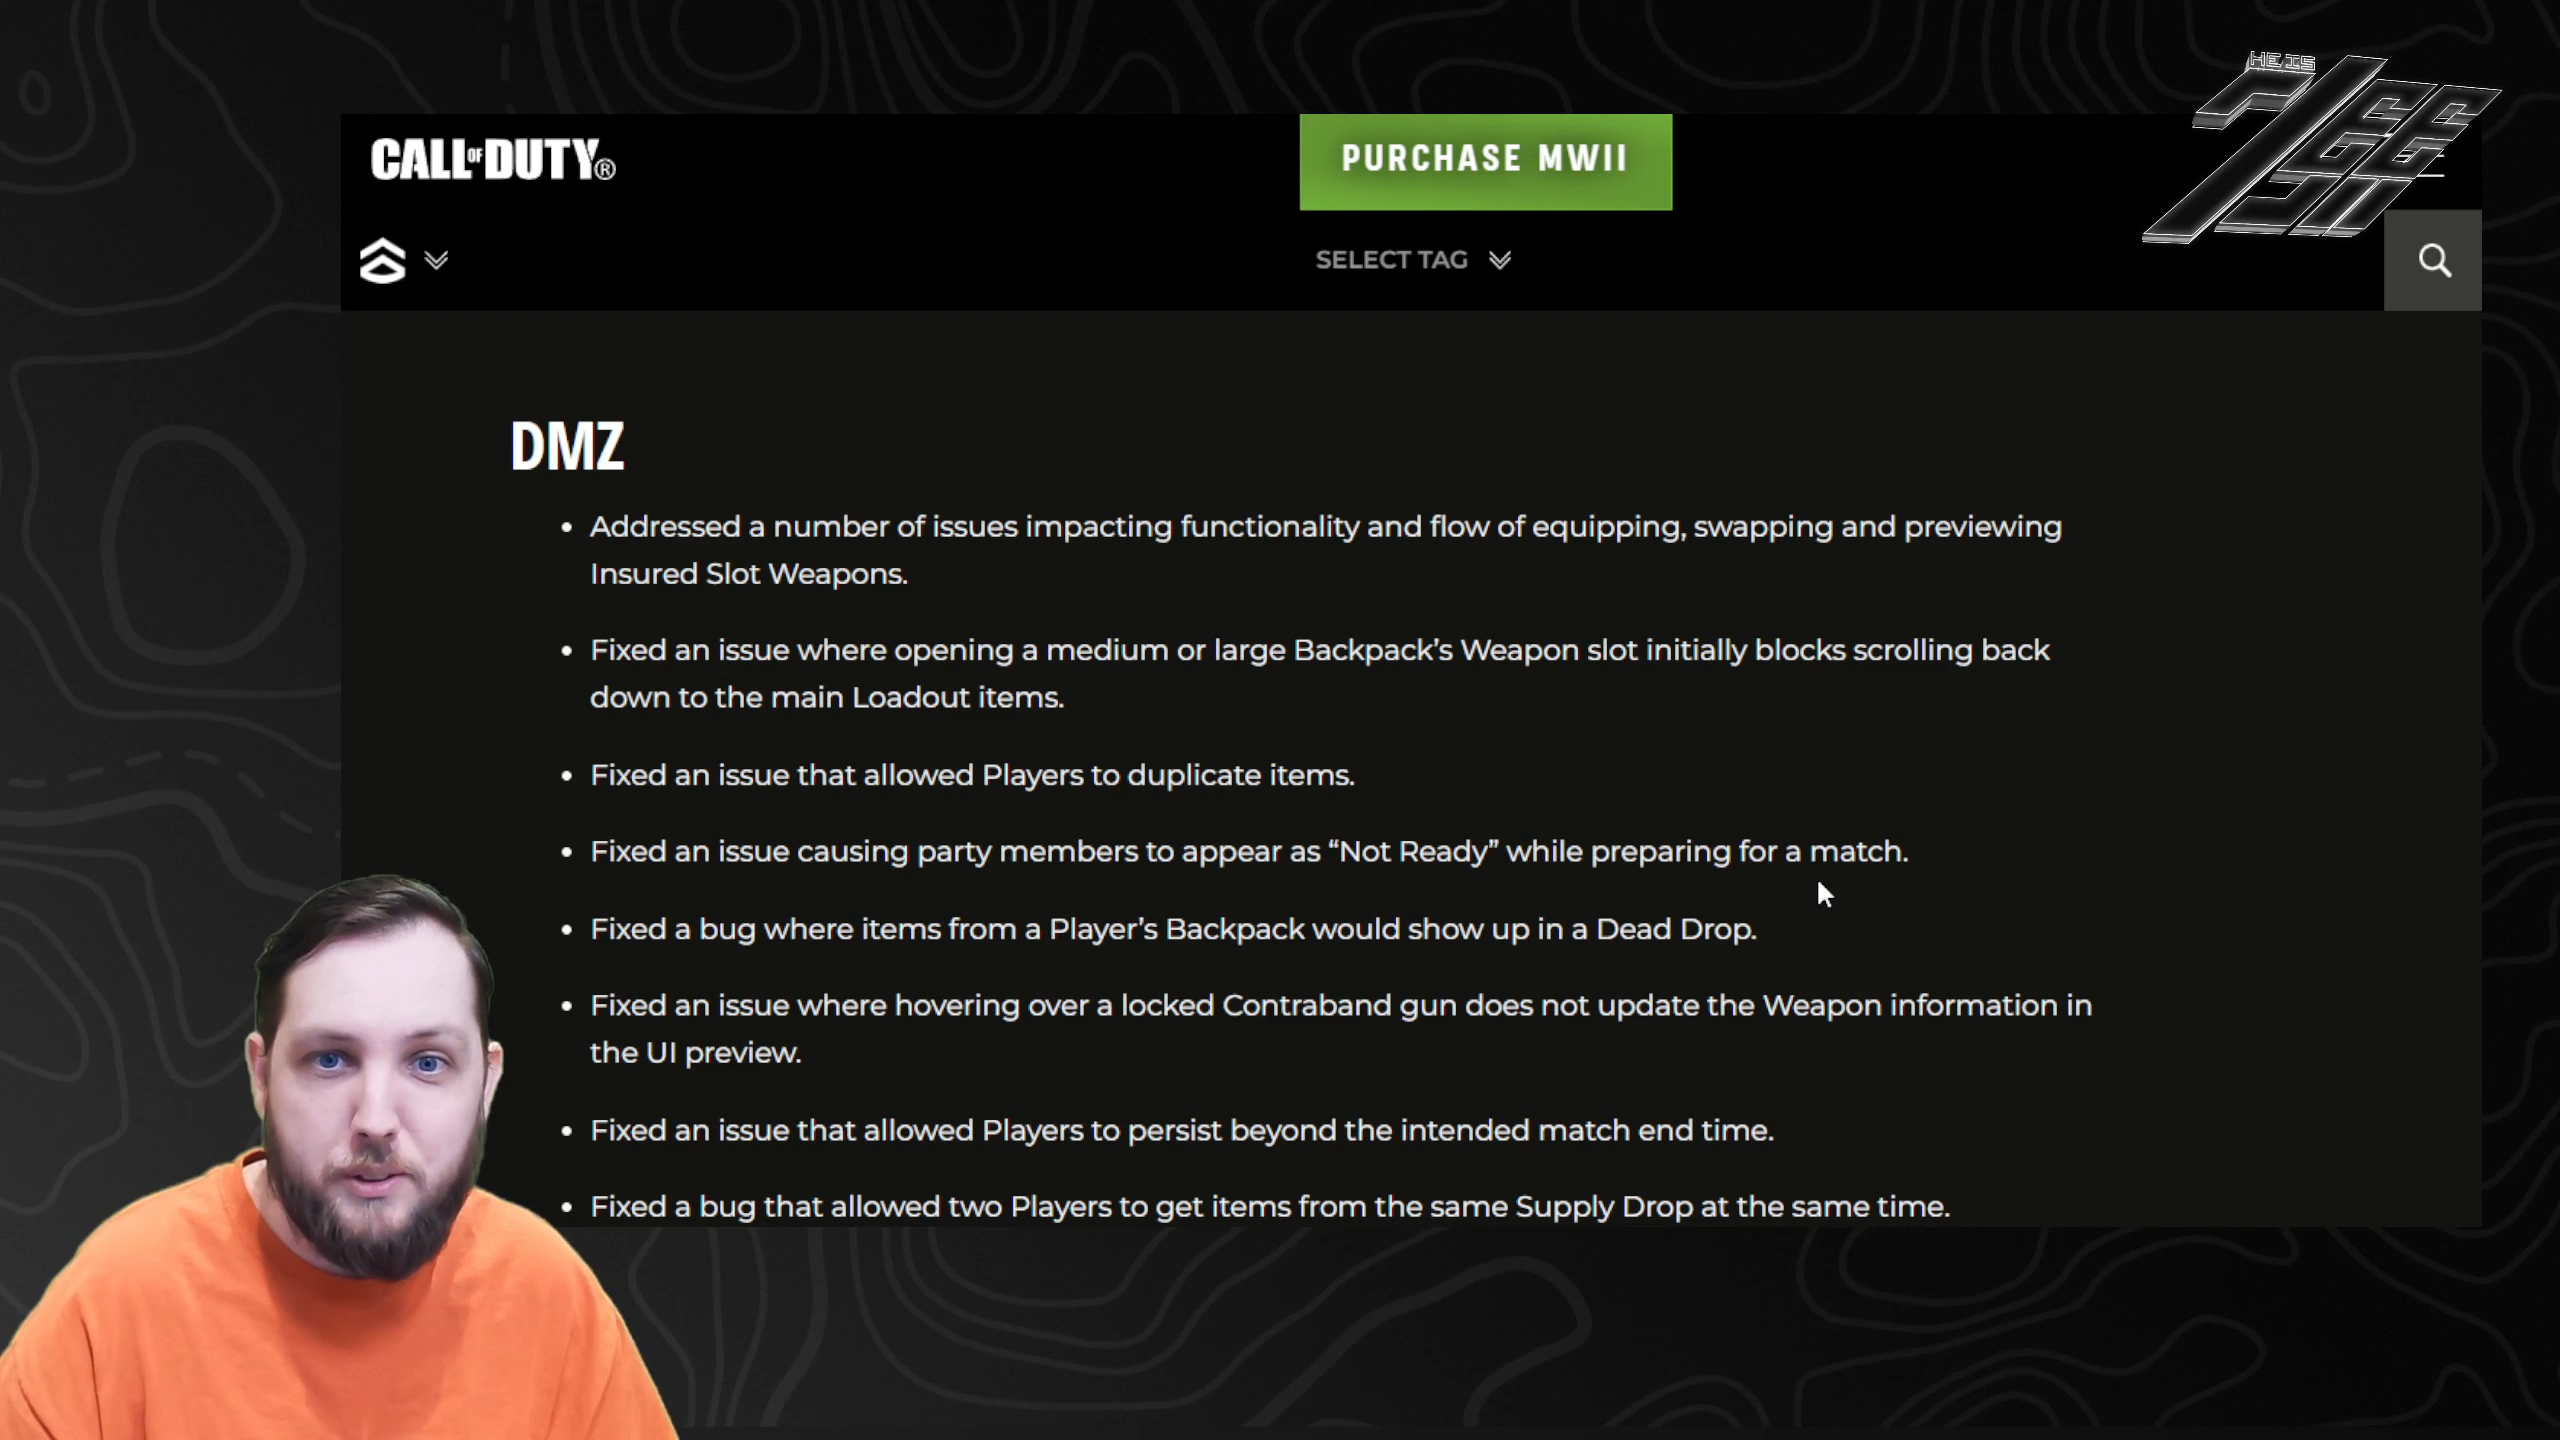 HE IS
CALL OF DUTY®
PURCHASE MWII
SELECT TAG
DMZ
• Addressed a number of issues impacting functionality and flow of equipping, swapping and previewing
Insured Slot Weapons.
• Fixed an issue where opening a medium or large Backpack’s Weapon slot initially blocks scrolling back
down to the main Loadout items.
• Fixed an issue that allowed Players to duplicate items.
• Fixed an issue causing party members to appear as “Not Ready” while preparing for a match.
• Fixed a bug where items from a Player’s Backpack would show up in a Dead Drop.
• Fixed an issue where hovering over a locked Contraband gun does not update the Weapon information in
the UI preview.
• Fixed an issue that allowed Players to persist beyond the intended match end time.
• Fixed a bug that allowed two Players to get items from the same Supply Drop at the same time.